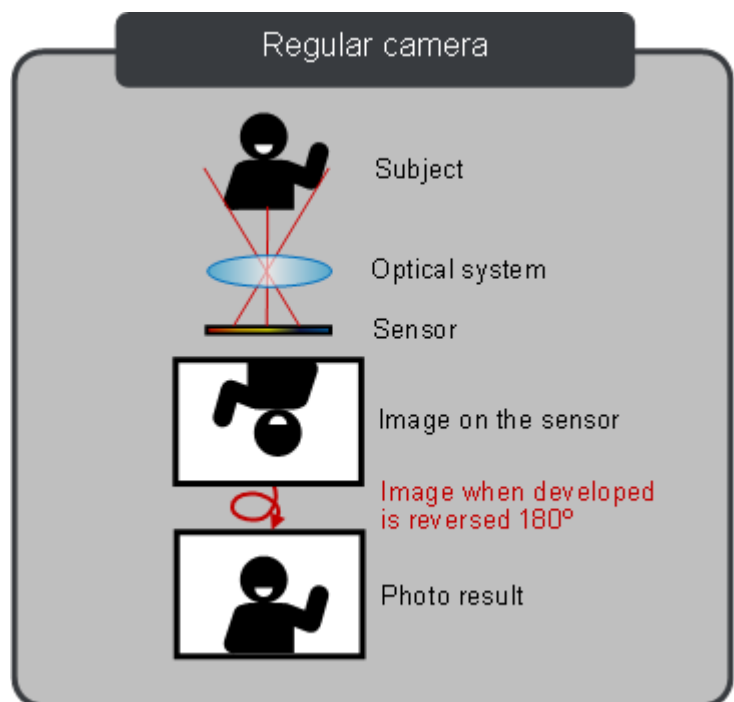 Regular camera
Subject
Optical system
Sensor
Image on the sensor
Image when developed
is reversed 180º
Photo result